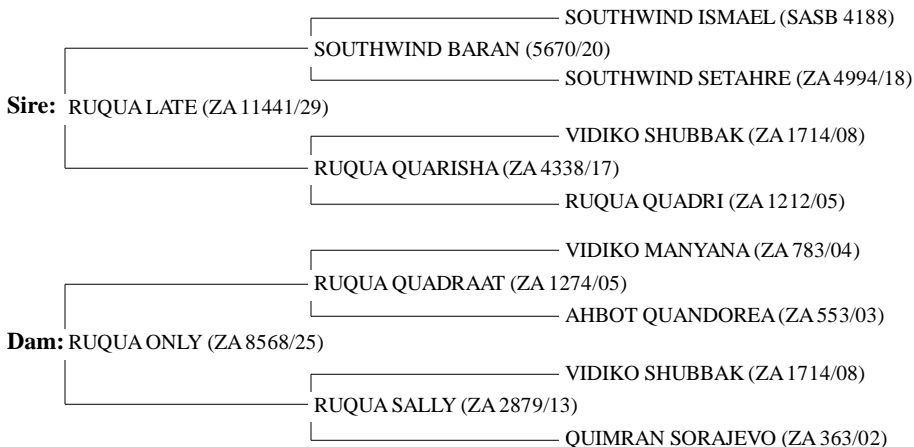 SOUTHWIND ISMAEL (SASB 4188)
SOUTHWIND BARAN (5670/20)
SOUTHWIND SETAHRE (ZA 4994/18)
Sire: RUQUA LATE (ZA 11441/29)
VIDIKO SHUBBAK (ZA 1714/08)
RUQUA QUARISHA (ZA 4338/17)
RUQUA QUADRI (ZA 1212/05)
VIDIKO MANYANA (ZA 783/04)
RUQUA QUADRAAT (ZA 1274/05)
AHBOT QUANDOREA (ZA 553/03)
Dam: RUQUA ONLY (ZA 8568/25)
VIDIKO SHUBBAK (ZA 1714/08)
RUQUA SALLY (ZA 2879/13)
QUIMRAN SORAJEVO (ZA 363/02)